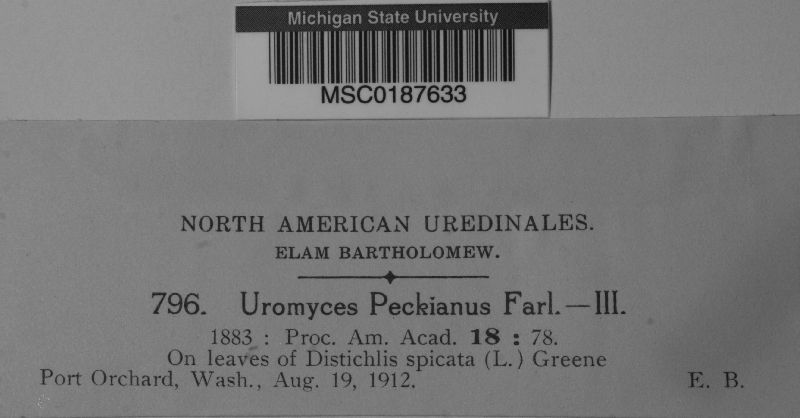 Michigan State University
MSC0187633
NORTH AMERICAN UREDINALES.
ELAM BARTHOLOMEW.
796. Uromyces Peckianus Farl.—III.
1883 : Proc. Am. Acad. 18 : 78.
On leaves of Distichlis spicata (L.) Greene
Port Orchard, Wash., Aug. 19, 1912. E. B.